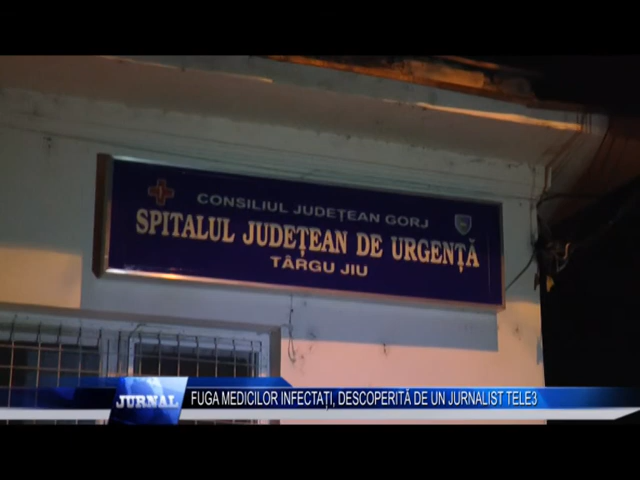 CONSILIUL JUDEȚEAN GORJ
SPITALUL JUDEȚEAN DE URGENȚĂ
TÂRGU JIU
JURNAL
FUGA MEDICILOR INFECTAȚI, DESCOPERITĂ DE UN JURNALIST TELE3